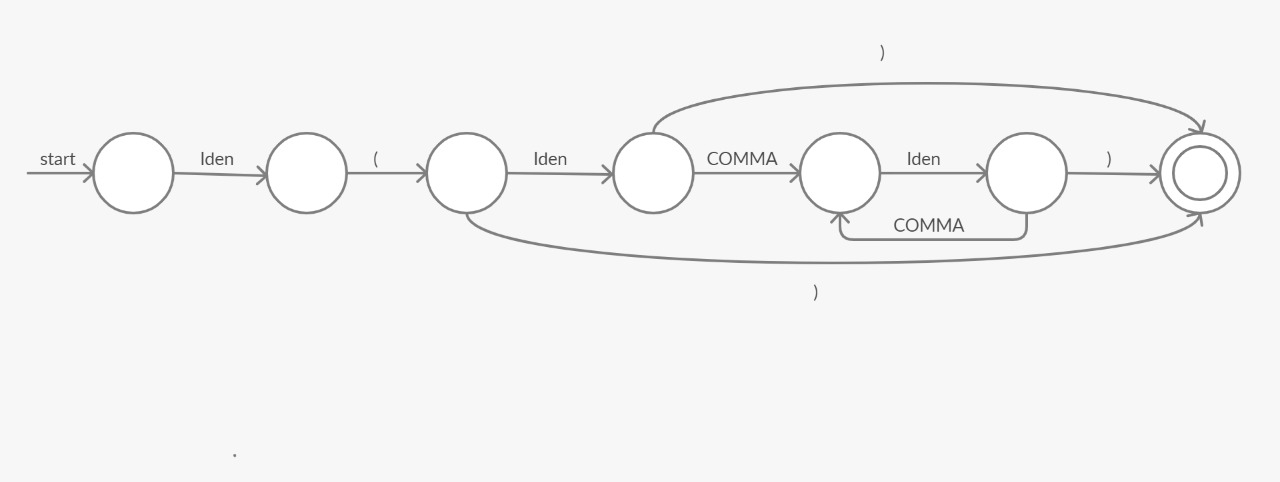 )
start
Iden
(
Iden
COMMA
Iden
)
COMMA
)